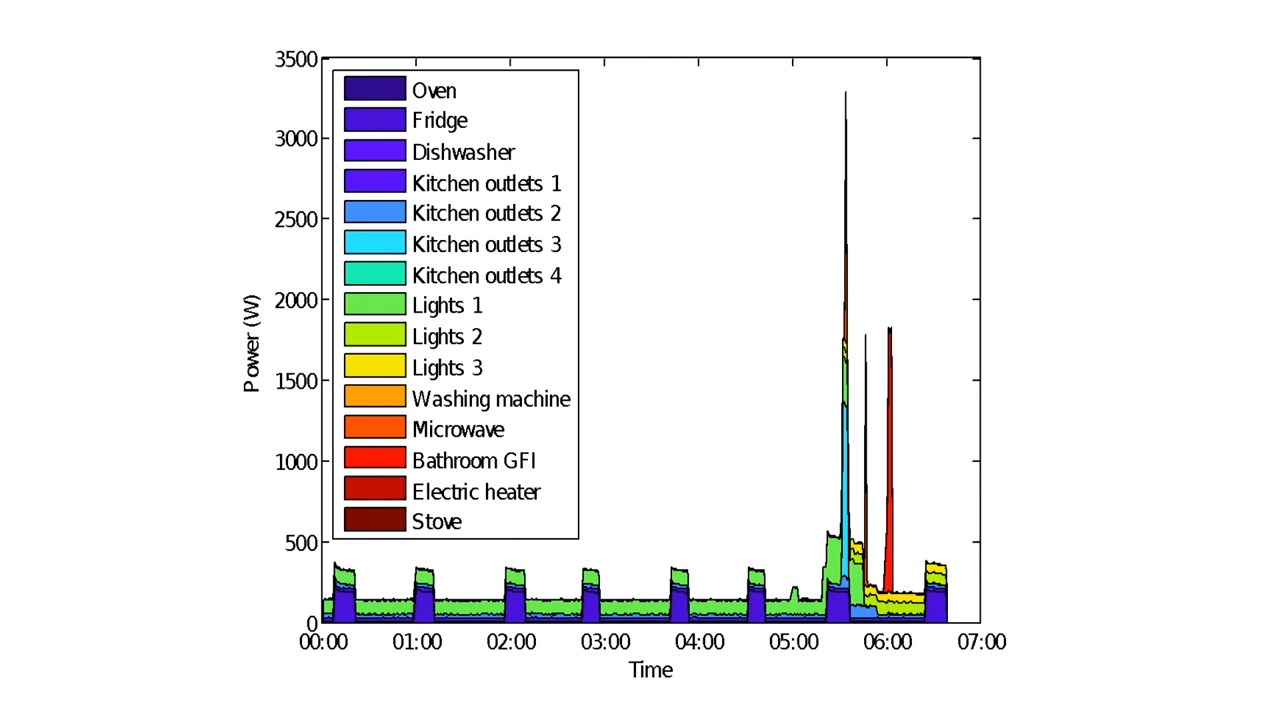 3500
3000
2500
2000
1500
1000
500
0
Power (W)
Oven
Fridge
Dishwasher
Kitchen outlets 1
Kitchen outlets 2
Kitchen outlets 3
Kitchen outlets 4
Lights 1
Lights 2
Lights 3
Washing machine
Microwave
Bathroom GFI
Electric heater
Stove
00:00 01:00 02:00 03:00 04:00 05:00 06:00 07:00
Time